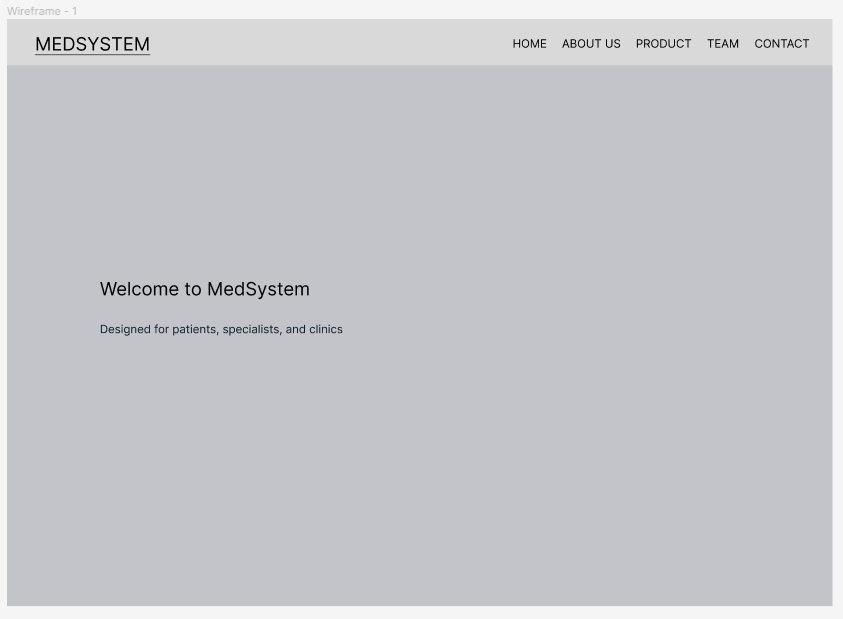 Wireframe - 1
MEDSYSTEM
HOME ABOUT US PRODUCT TEAM CONTACT
Welcome to MedSystem
Designed for patients, specialists, and clinics